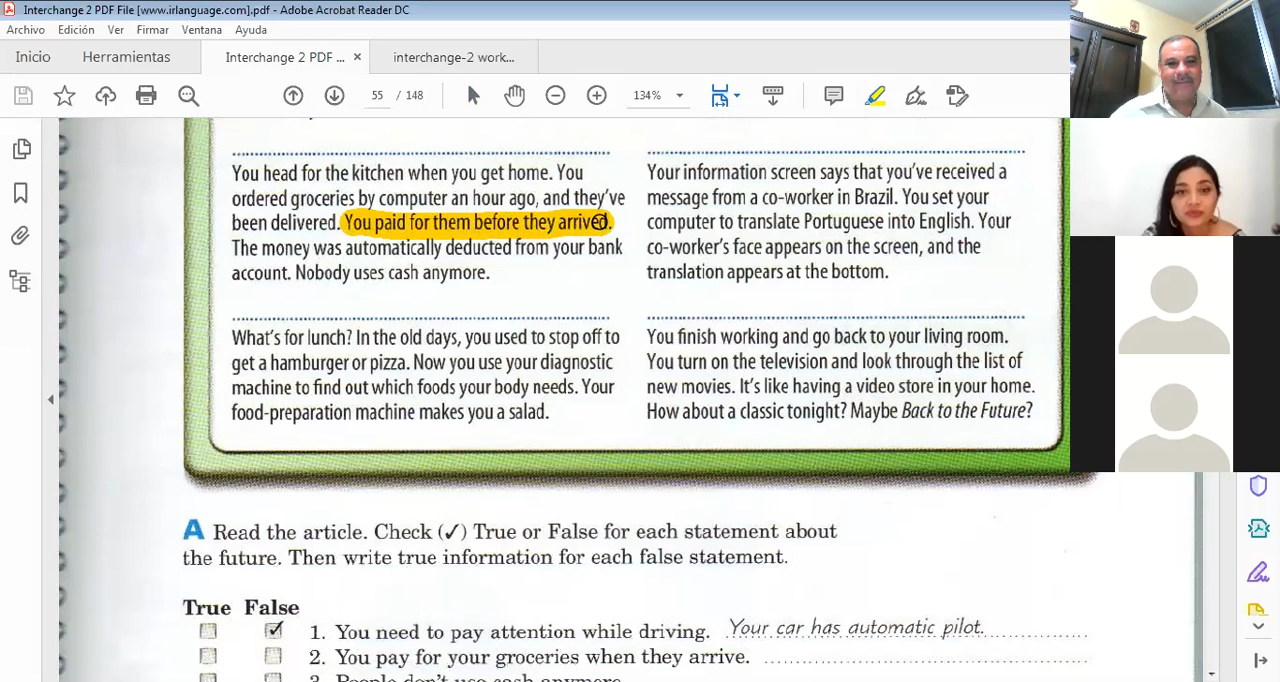 Interchange 2 PDF File [www.irlanguage.com].pdf - Adobe Acrobat Reader DC
Archivo Edición Ver Firmar Ventana Ayuda
Inicio Herramientas Interchange 2 PDF ... × interchange-2 work...
55 / 148 134%
You head for the kitchen when you get home. You
ordered groceries by computer an hour ago, and they've
been delivered. You paid for them before they arrived.
The money was automatically deducted from your bank
account. Nobody uses cash anymore.
Your information screen says that you've received a
message from a co-worker in Brazil. You set your
computer to translate Portuguese into English. Your
co-worker's face appears on the screen, and the
translation appears at the bottom.
What's for lunch? In the old days, you used to stop off to
get a hamburger or pizza. Now you use your diagnostic
machine to find out which foods your body needs. Your
food-preparation machine makes you a salad.
You finish working and go back to your living room.
You turn on the television and look through the list of
new movies. It's like having a video store in your home.
How about a classic tonight? Maybe Back to the Future?
A Read the article. Check (✓) True or False for each statement about
the future. Then write true information for each false statement.
True False
1. You need to pay attention while driving. Your car has automatic pilot.
2. You pay for your groceries when they arrive.
3. People don't use cash anymore.